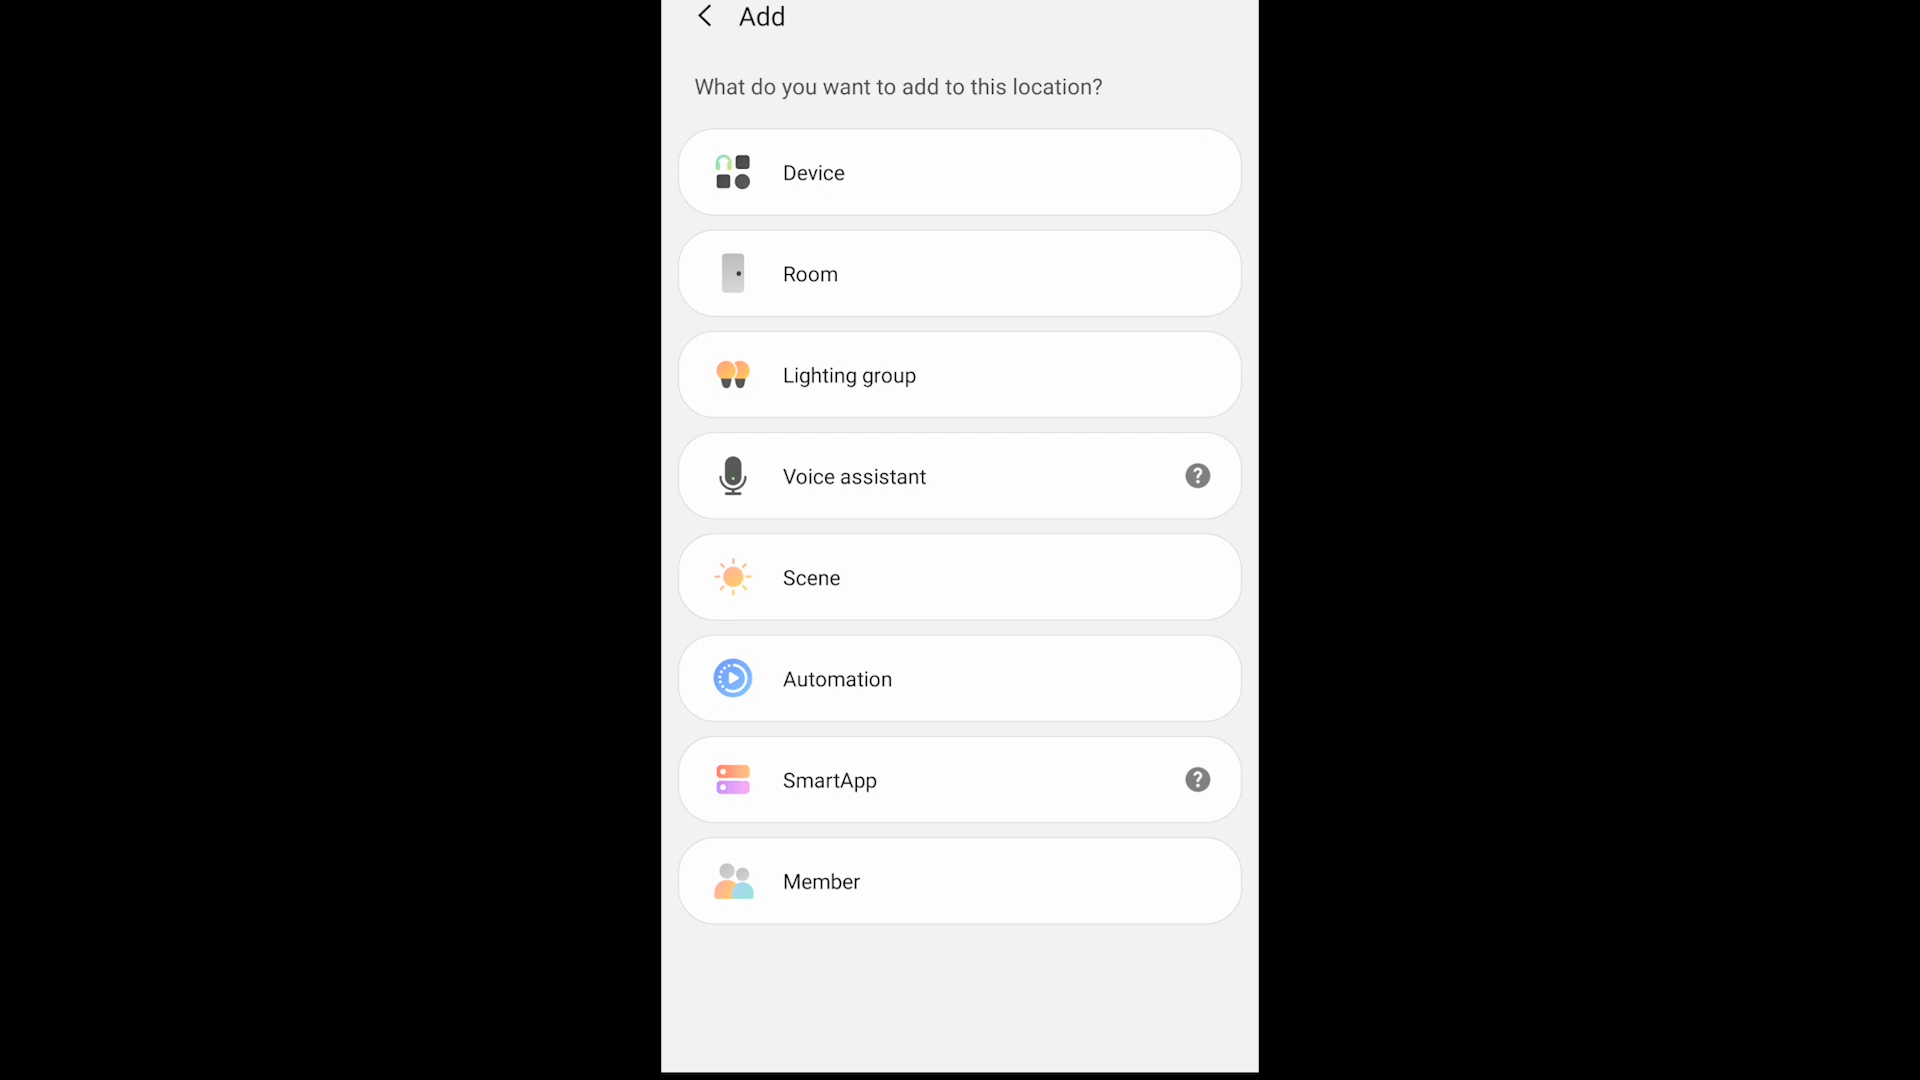 Add
What do you want to add to this location?
Device
Room
Lighting group
Voice assistant
?
Scene
Automation
SmartApp
?
Member